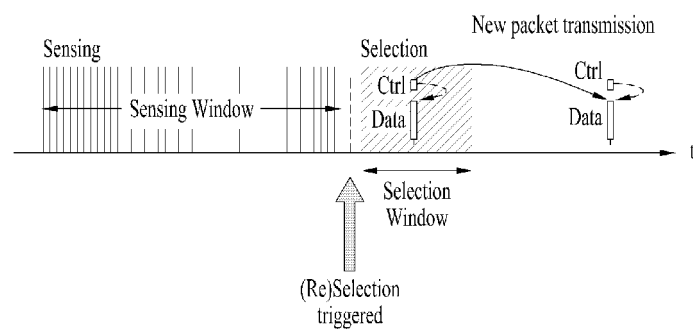 New packet transmission
Sensing
Selection
Ctrl
Ctrl
Sensing Window
Data
Data
t
Selection
Window
(Re)Selection
triggered